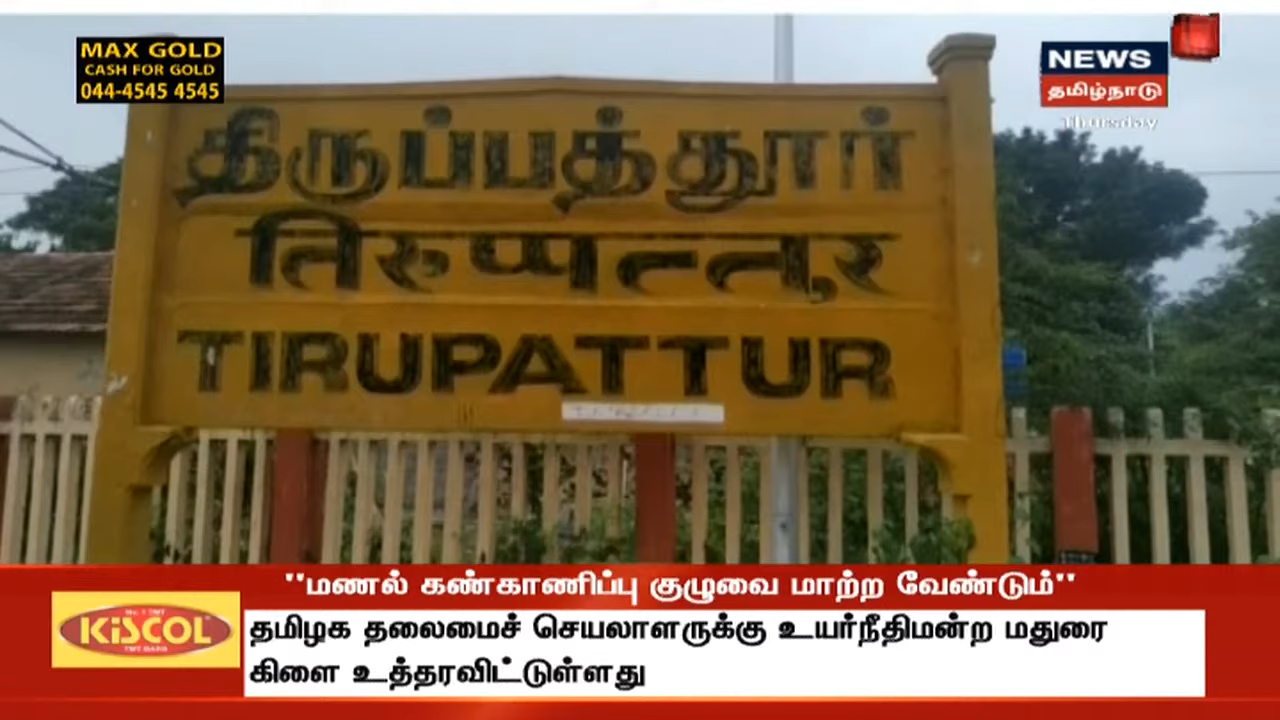 MAX GOLD
CASH FOR GOLD
044-4545 4545
NEWS
தமிழ்நாடு
Thursday
திருப்பத்தூர்
तिरुप्पत्तूर
TIRUPATTUR
"மணல் கண்காணிப்பு குழுவை மாற்ற வேண்டும்"
KiSCOL
தமிழக தலைமைச் செயலாளருக்கு உயர்நீதிமன்ற மதுரை
கிளை உத்தரவிட்டுள்ளது